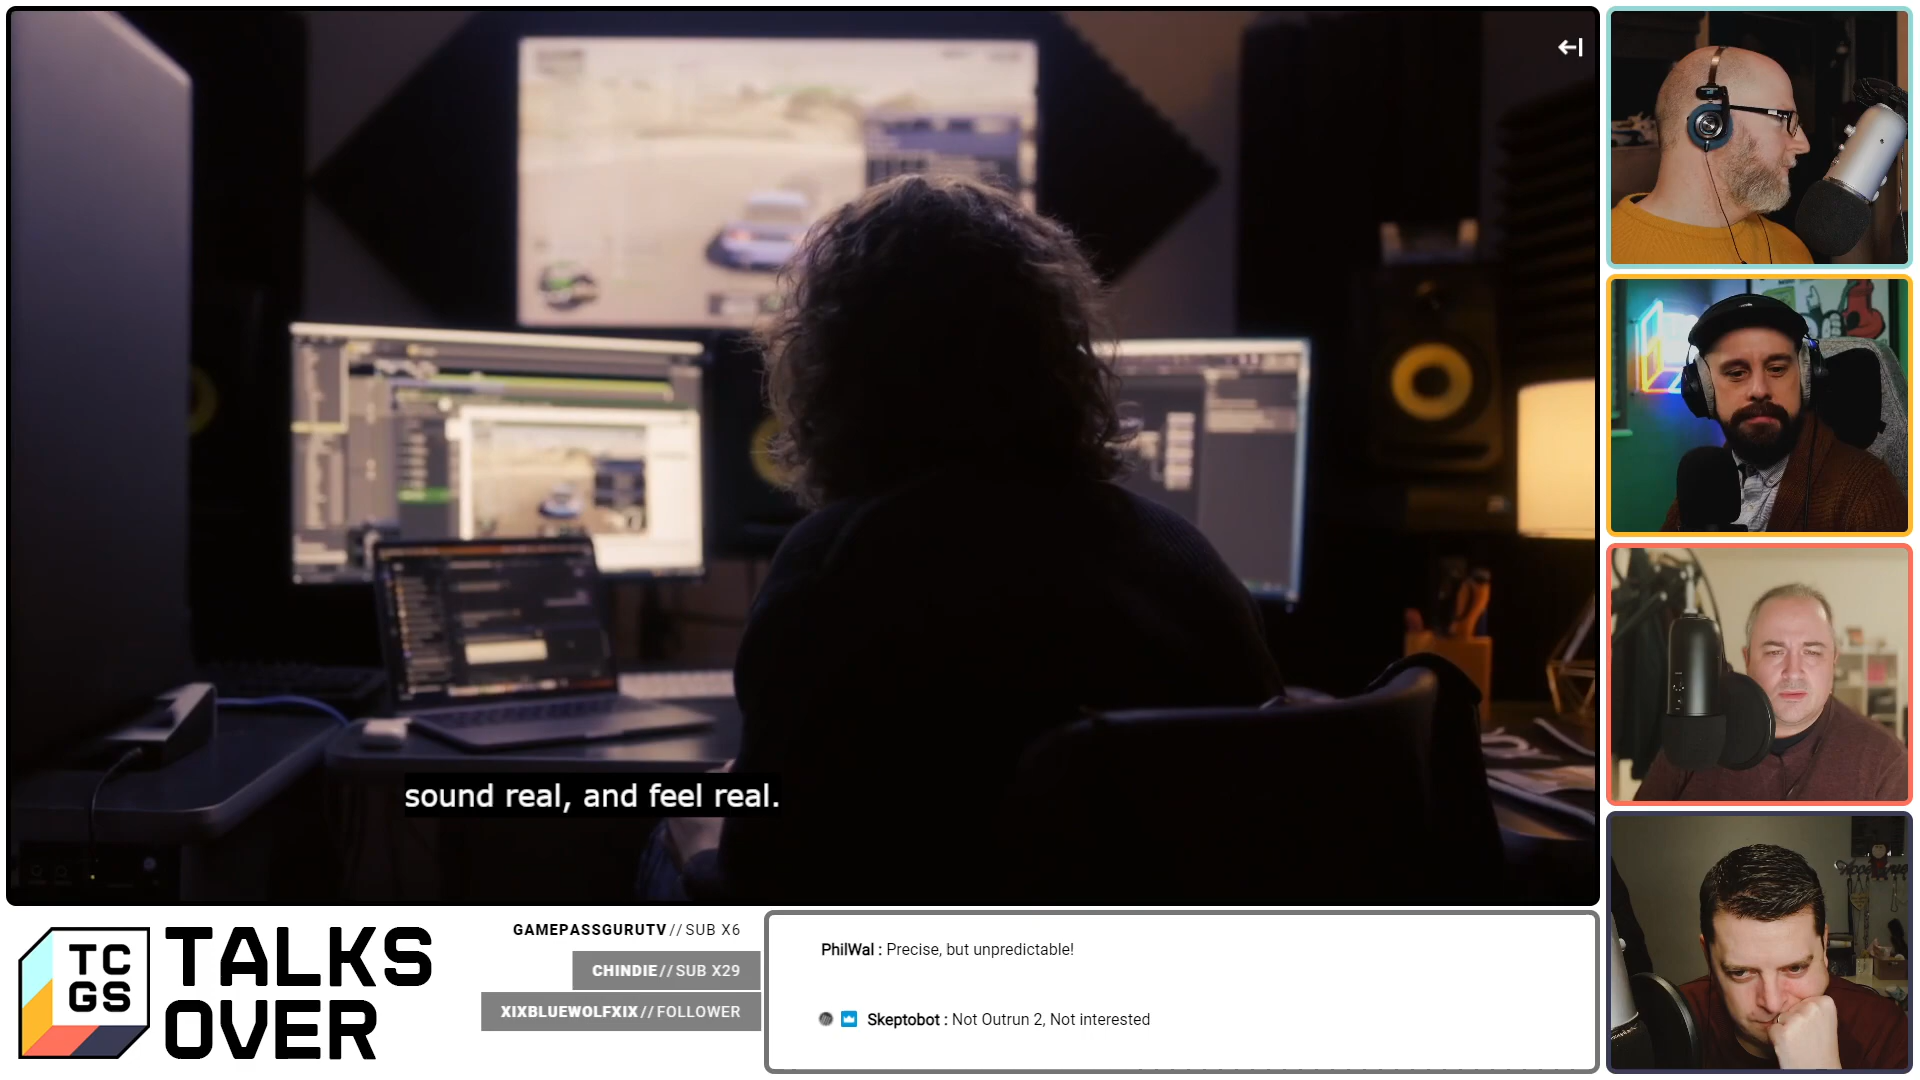 sound real, and feel real.
TC
GS
TALKS
OVER
GAMEPASSGURUTV // SUB X6
CHINDIE // SUB X29
XIXBLUEWOLFXIX // FOLLOWER
PhilWal : Precise, but unpredictable!
Skeptobot : Not Outrun 2, Not interested